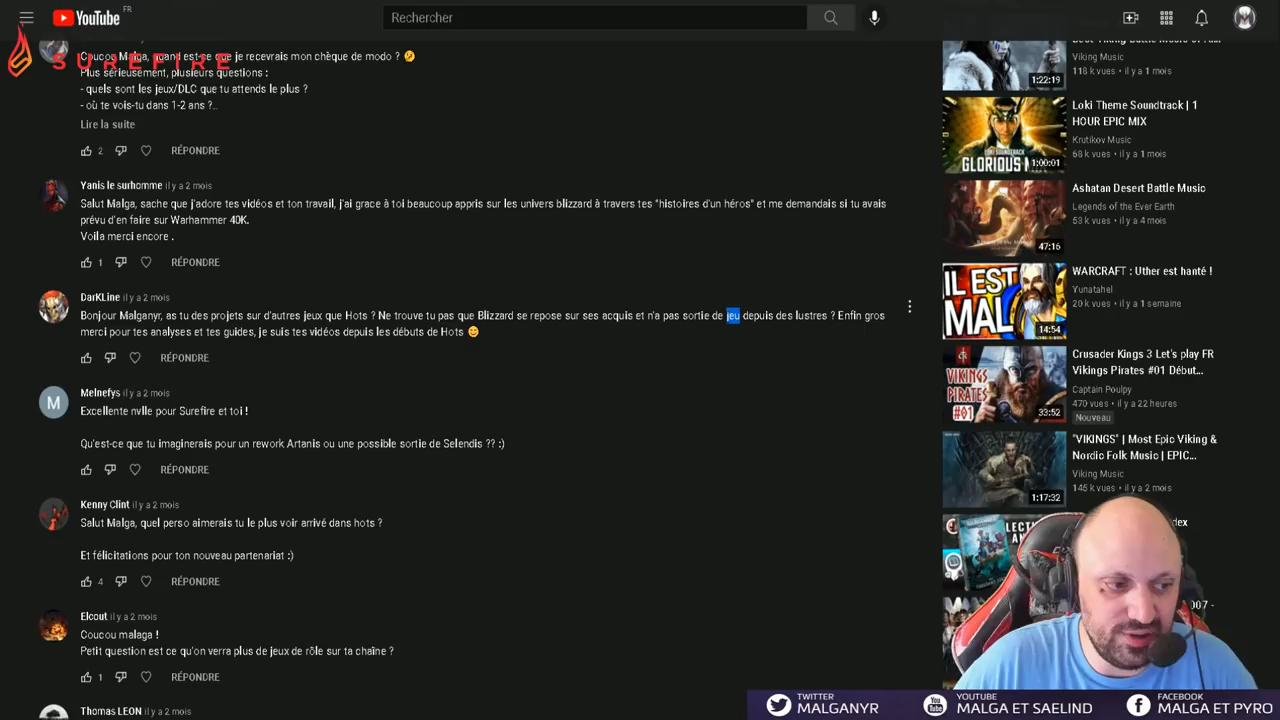 YouTube FR
Rechercher
SUREFIRE
Coucou Malga, quand est-ce que je recevrais mon chèque de modo ? 😕
Plus sérieusement, plusieurs questions :
- quels sont les jeux/DLC que tu attends le plus ?
- où te vois-tu dans 1-2 ans ?..
Lire la suite
2 RÉPONDRE
Yanis le surhomme il y a 2 mois
Salut Malga, sache que j'adore tes vidéos et ton travail, j'ai grace à toi beaucoup appris sur les univers blizzard à travers tes "histoires d'un héros" et me demandais si tu avais
prévu d'en faire sur Warhammer 40K.
Voila merci encore .
1 RÉPONDRE
DarKLine il y a 2 mois
Bonjour Malganyr, as tu des projets sur d'autres jeux que Hots ? Ne trouve tu pas que Blizzard se repose sur ses acquis et n'a pas sortie de jeu depuis des lustres ? Enfin gros
merci pour tes analyses et tes guides, je suis tes vidéos depuis les débuts de Hots 😊
RÉPONDRE
M
Melnefys il y a 2 mois
Excellente nvlle pour Surefire et toi !
Qu'est-ce que tu imaginerais pour un rework Artanis ou une possible sortie de Selendis ?? :)
RÉPONDRE
Kenny Clint il y a 2 mois
Salut Malga, quel perso aimerais tu le plus voir arrivé dans hots ?
Et félicitations pour ton nouveau partenariat :)
4 RÉPONDRE
Elcout il y a 2 mois
Coucou malaga !
Petit question est ce qu'on verra plus de jeux de rôle sur ta chaîne ?
1 RÉPONDRE
Thomas LEON il y a 2 mois
1:22:19
Viking Music
118 k vues • il y a 1 mois
GLORIOUS
1:00:01
Loki Theme Soundtrack | 1
HOUR EPIC MIX
Krutikov Music
68 k vues • il y a 1 mois
47:16
Ashatan Desert Battle Music
Legends of the Ever Earth
53 k vues • il y a 4 mois
IL EST
MAL
14:54
WARCRAFT : Uther est hanté !
Yunatahel
20 k vues • il y a 1 semaine
VIKINGS
PIRATES
#01
33:52
Crusader Kings 3 Let's play FR
Vikings Pirates #01 Début...
Captain Poulpy
470 vues • il y a 22 heures
Nouveau
1:17:32
"VIKINGS" | Most Epic Viking &
Nordic Folk Music | EPIC...
Viking Music
145 k vues • il y a 2 mois
007 -
TWITTER
MALGANYR
YOUTUBE
MALGA ET SAELIND
FACEBOOK
MALGA ET PYRO